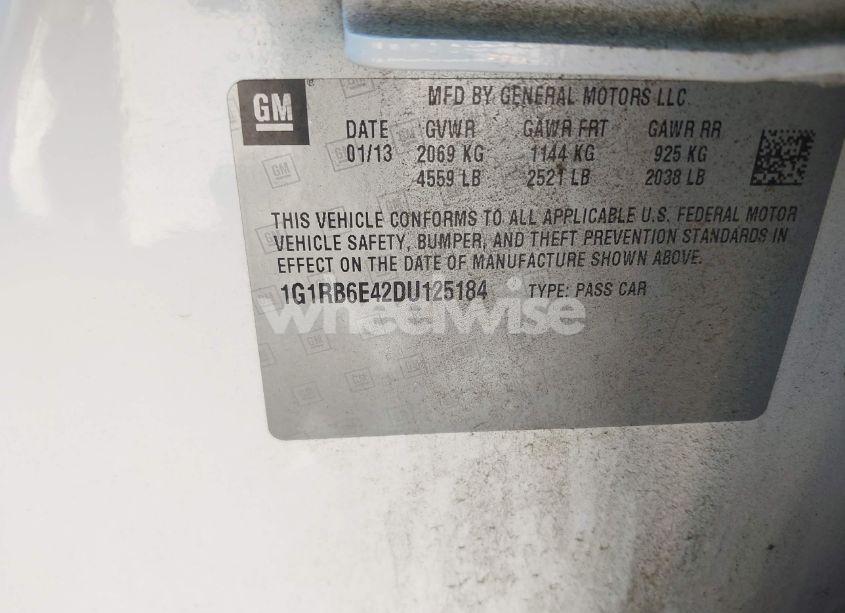 GM
MFD BY GENERAL MOTORS LLC
DATE GVWR GAWR FRT GAWR RR
01/13 2069 KG 1144 KG 925 KG
4559 LB 2521 LB 2038 LB
THIS VEHICLE CONFORMS TO ALL APPLICABLE U.S. FEDERAL MOTOR
VEHICLE SAFETY, BUMPER, AND THEFT PREVENTION STANDARDS IN
EFFECT ON THE DATE OF MANUFACTURE SHOWN ABOVE.
1G1RB6E42DU125184 TYPE: PASS CAR
wheelwise